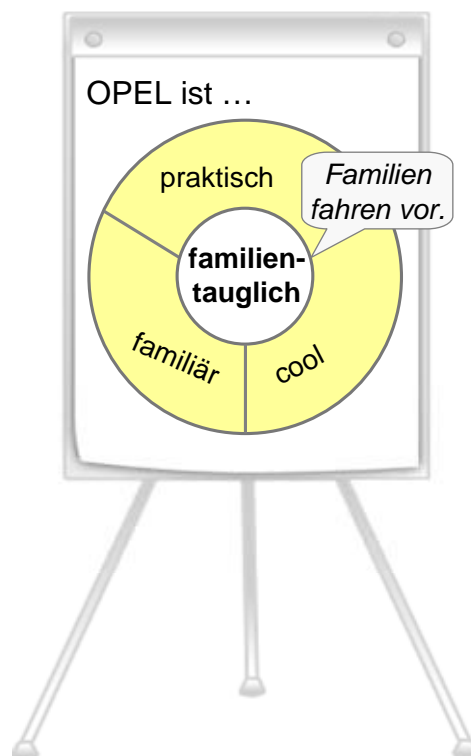 OPEL ist …
praktisch
Familien
fahren vor.
familien-
tauglich
familiär
cool